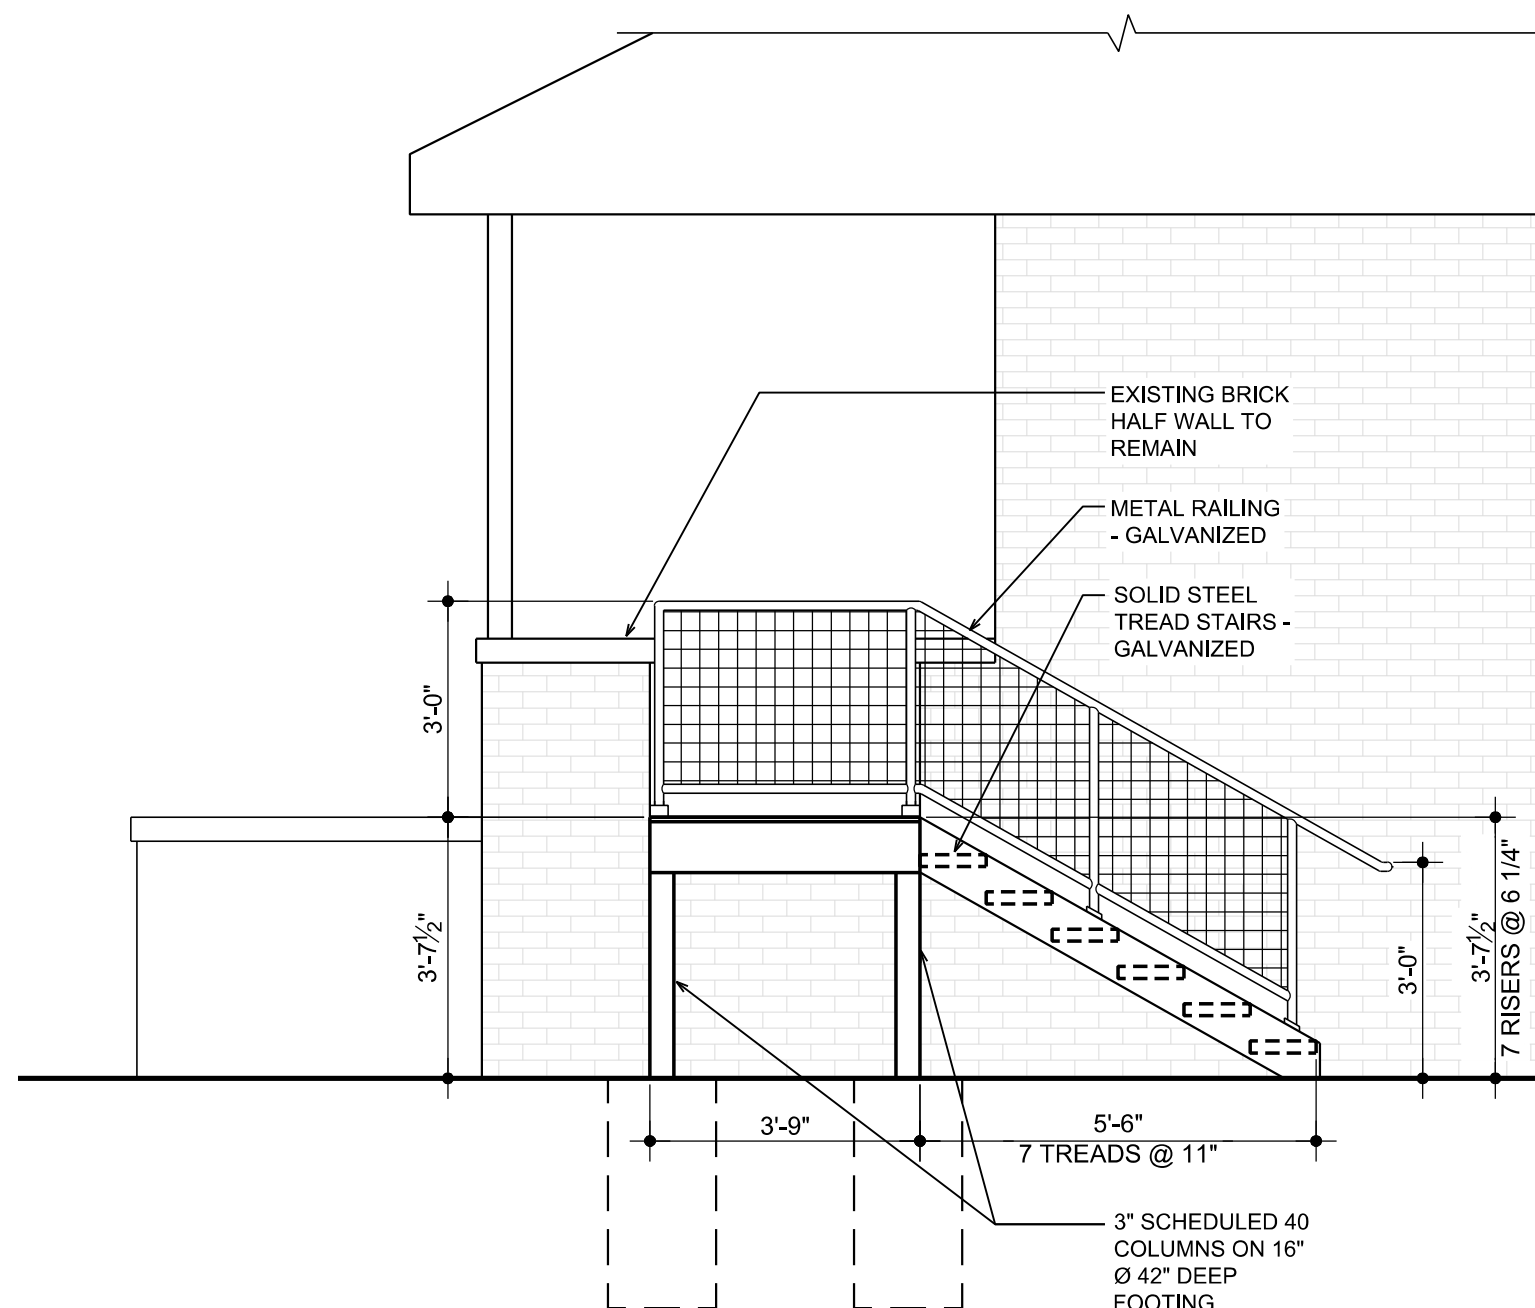 EXISTING BRICK
HALF WALL TO
REMAIN
METAL RAILING
- GALVANIZED
SOLID STEEL
TREAD STAIRS -
GALVANIZED
3'-0"
3'-7½"
3'-0"
3'-7½"
7 RISERS @ 6 1/4"
3'-9"
5'-6"
7 TREADS @ 11"
3" SCHEDULED 40
COLUMNS ON 16"
Ø 42" DEEP
FOOTING